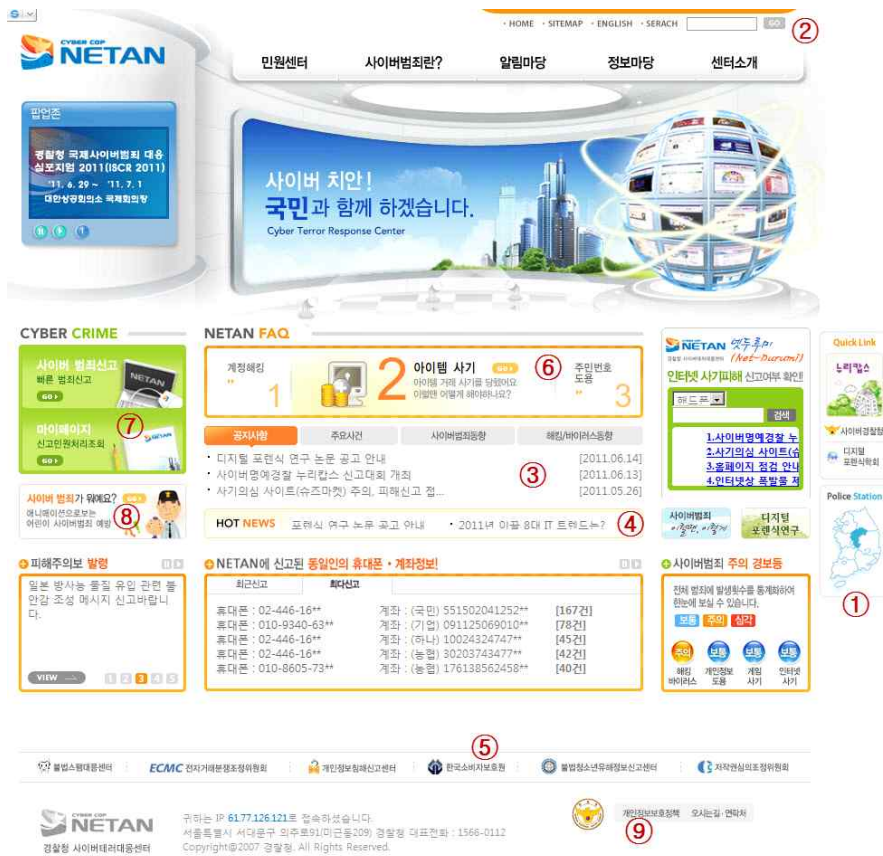 · HOME · SITEMAP · ENGLISH · SERACH GO ②
CYBER COP
NETAN
민원센터 사이버범죄란? 알림마당 정보마당 센터소개
팝업존
경찰청 국제사이버범죄 대응
심포지엄 2011(ISCR 2011)
'11. 6. 29 ~ '11. 7. 1
대한상공회의소 국제회의장
사이버 치안!
국민과 함께 하겠습니다.
Cyber Terror Response Center
CYBER CRIME
사이버 범죄신고
빠른 범죄신고
GO
NETAN
마이페이지 ⑦
신고민원처리조회
GO
사이버 범죄가 뭐예요? GO
애니메이션으로보는 ⑧
어린이 사이버범죄 예방
NETAN FAQ
계정해킹
1
2
아이템 사기 GO ⑥
아이템 거래 사기를 당했어요
이럴땐 어떻게 해야하나요?
주민번호
도용
3
공지사항 주요사건 사이버범죄동향 해킹/바이러스동향
· 디지털 포렌식 연구 논문 공고 안내 [2011.06.14]
· 사이버명예경찰 누리캅스 신고대회 개최 ③ [2011.06.13]
· 사기의심 사이트(슈즈마켓) 주의, 피해신고 접... [2011.05.26]
HOT NEWS 포렌식 연구 논문 공고 안내 · 2011년 이끌 8대 IT 트렌드는? ④
NETAN 엿두루미
경찰청 사이버테러대응센터 (Net-Durumi)
인터넷 사기피해 신고여부 확인!
핸드폰
검색
1.사이버명예경찰 누
2.사기의심 사이트(슈
3.홈페이지 점검 안내
4.인터넷상 폭발물 제
사이버범죄
이럴땐, 이렇게
디지털
포렌식연구
Quick Link
누리캅스
사이버경찰청
디지털
포렌식학회
Police Station
①
피해주의보 발령
일본 방사능 물질 유입 관련 불
안감 조성 메시지 신고바랍니
다.
VIEW 1 2 3 4 5
NETAN에 신고된 동일인의 휴대폰 · 계좌정보!
최근신고 최다신고
휴대폰 : 02-446-16** 계좌 : (국민) 551502041252** [167건]
휴대폰 : 010-9340-63** 계좌 : (기업) 091125069010** [78건]
휴대폰 : 02-446-16** 계좌 : (하나) 10024324747** [45건]
휴대폰 : 02-446-16** 계좌 : (농협) 30203743477** [42건]
휴대폰 : 010-8605-73** 계좌 : (농협) 176138562458** [40건]
사이버범죄 주의 경보등
전체 범죄에 발생횟수를 통계화하여
한눈에 보실 수 있습니다.
보통 주의 심각
주의 보통 보통 보통
해킹 바이러스
개인정보 도용
게임 사기
인터넷 사기
⑤
불법스팸대응센터 ECMC 전자거래분쟁조정위원회 개인정보침해신고센터 한국소비자보호원 불법청소년유해정보신고센터 저작권심의조정위원회
CYBER COP
NETAN
경찰청 사이버테러대응센터
귀하는 IP 61.77.126.121로 접속하셨습니다.
서울특별시 서대문구 의주로91(미근동209) 경찰청 대표전화 : 1566-0112
Copyright@2007 경찰청. All Rights Reserved.
개인정보보호정책 오시는길·연락처
⑨